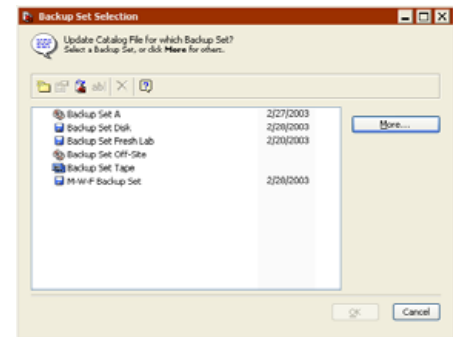 Backup Set Selection
Update Catalog File for which Backup Set?
Select a Backup Set, or click More for others.
abl
Backup Set A 2/27/2003
Backup Set Disk 2/28/2003
Backup Set Fresh Lab 2/20/2003
Backup Set Off-Site
Backup Set Tape
M-W-F Backup Set 2/28/2003
More...
OK Cancel